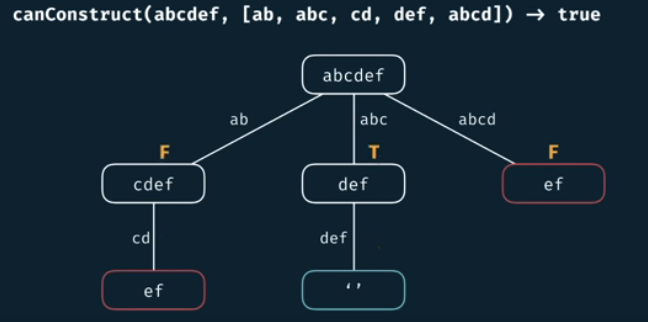 canConstruct(abcdef, [ab, abc, cd, def, abcd]) → true
abcdef
ab
abc
abcd
F
T
F
cdef
def
ef
cd
def
ef
‘’